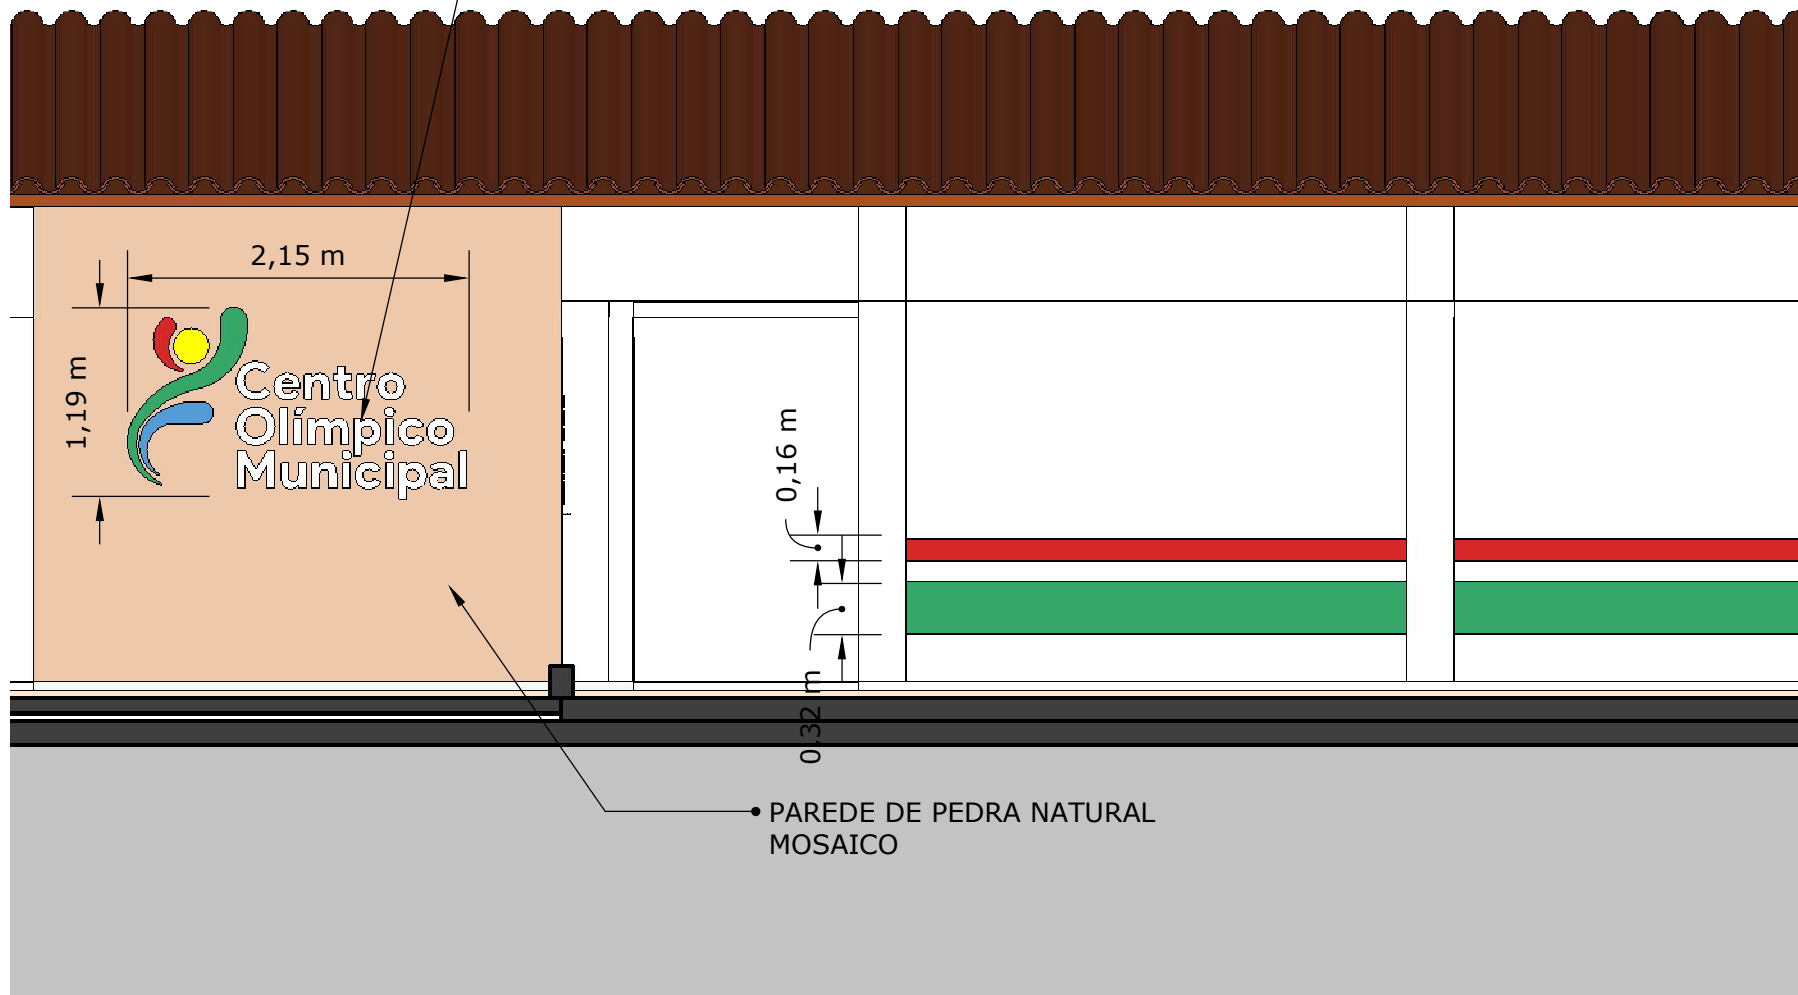 2,15 m
1,19 m
Centro
Olímpico
Municipal
0,16 m
0,32 m
PAREDE DE PEDRA NATURAL
MOSAICO